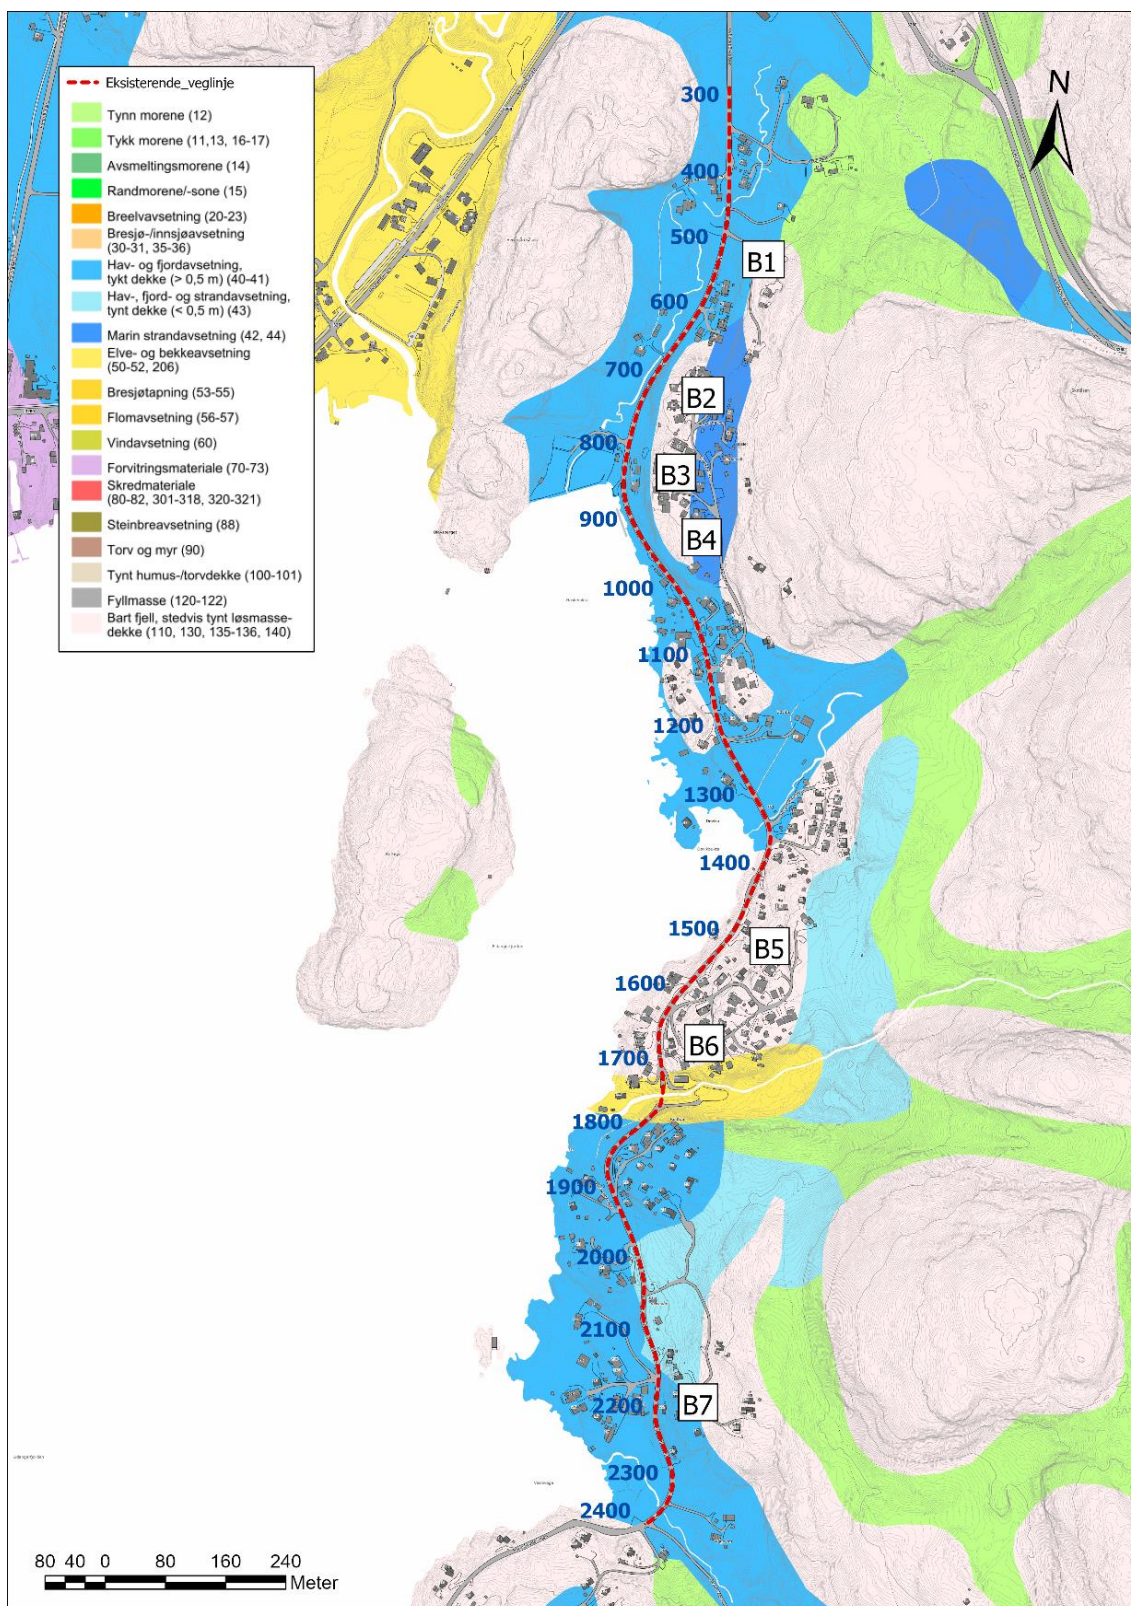 Eksisterende_veglinje
Tynn morene (12)
Tykk morene (11,13, 16-17)
Avsmeltingsmorene (14)
Randmorene/-sone (15)
Breelvavsetning (20-23)
Bresjø-/innsjøavsetning
(30-31, 35-36)
Hav- og fjordavsetning,
tykt dekke (> 0,5 m) (40-41)
Hav-, fjord- og strandavsetning,
tynt dekke (< 0,5 m) (43)
Marin strandavsetning (42, 44)
Elve- og bekkeavsetning
(50-52, 206)
Bresjøtapning (53-55)
Flomavsetning (56-57)
Vindavsetning (60)
Forvitringsmateriale (70-73)
Skredmateriale
(80-82, 301-318, 320-321)
Steinbreavsetning (88)
Torv og myr (90)
Tynt humus-/torvdekke (100-101)
Fyllmasse (120-122)
Bart fjell, stedvis tynt løsmasse-
dekke (110, 130, 135-136, 140)
N
300
400
500
B1
600
700
B2
800
B3
900
B4
1000
1100
1200
1300
1400
1500
B5
1600
B6
1700
1800
1900
2000
2100
2200
B7
2300
2400
80 40 0 80 160 240
Meter